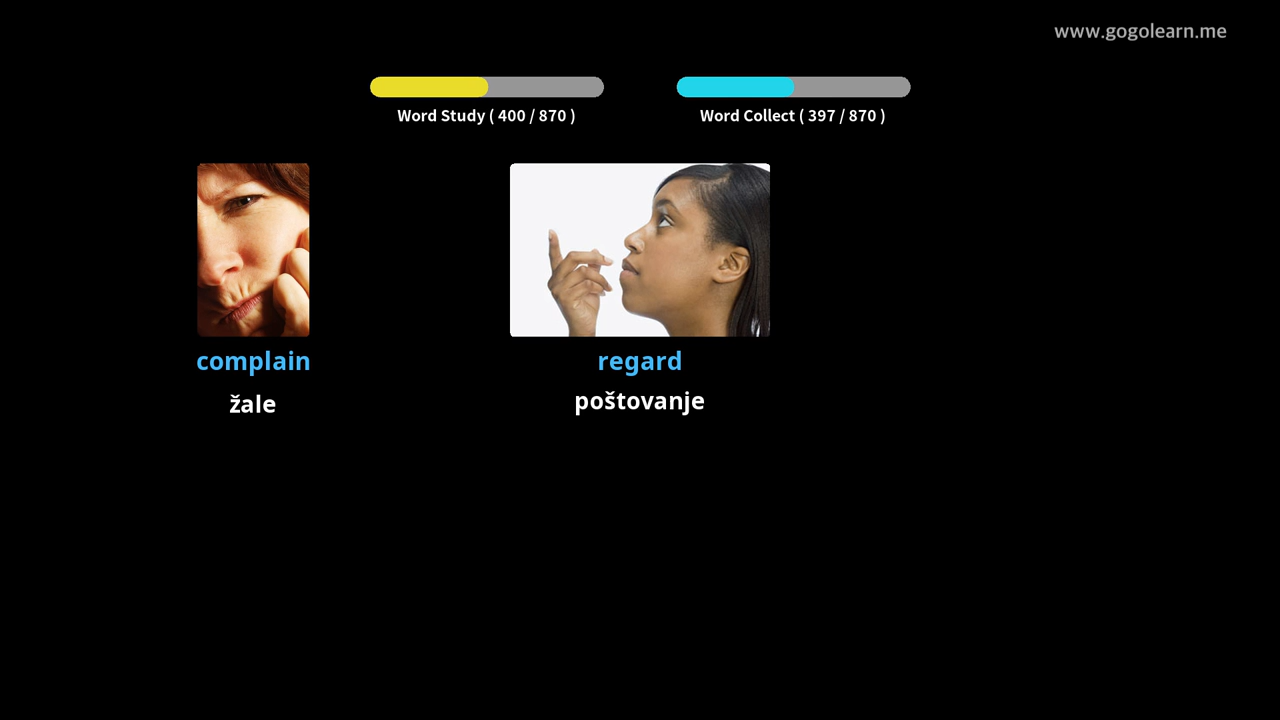 www.gogolearn.me
Word Study ( 400 / 870 )
Word Collect ( 397 / 870 )
complain
regard
žale
poštovanje